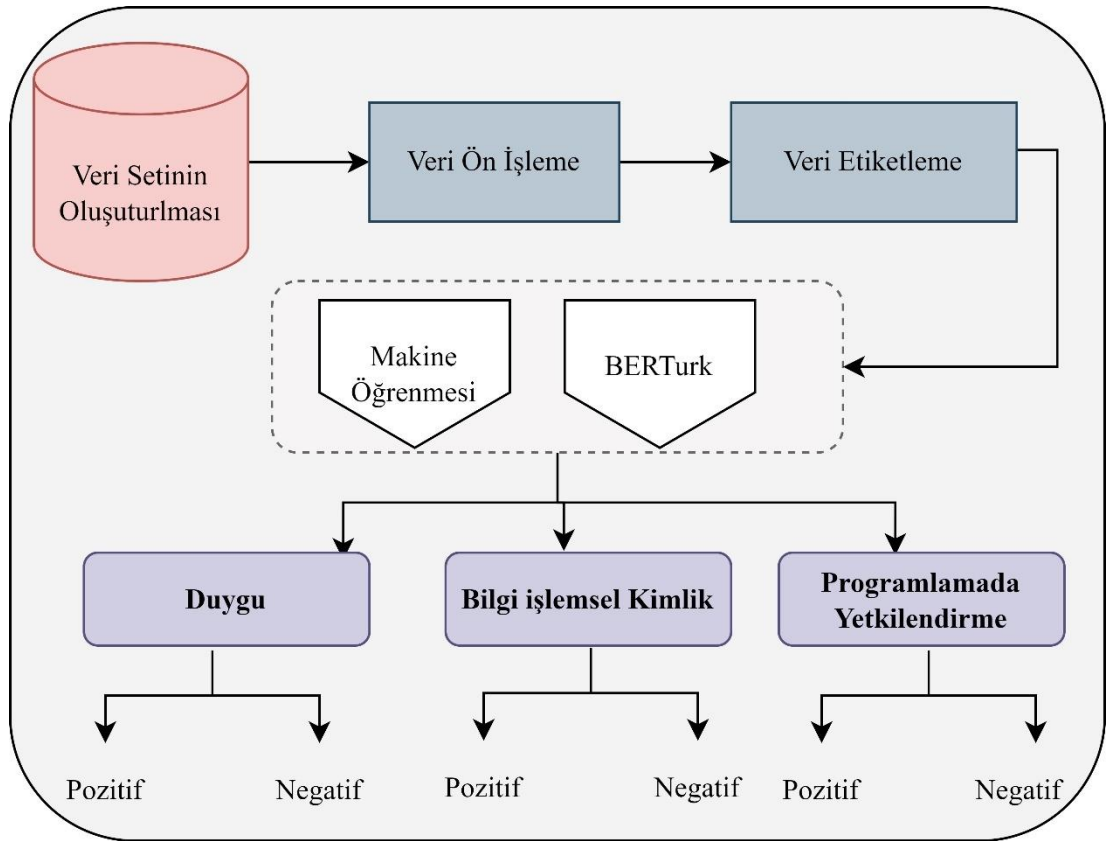 Veri Setinin
Oluşuturlması
Veri Ön İşleme
Veri Etiketleme
Makine
Öğrenmesi
BERTurk
Duygu
Bilgi işlemsel Kimlik
Programlamada
Yetkilendirme
Pozitif
Negatif
Pozitif
Negatif
Pozitif
Negatif